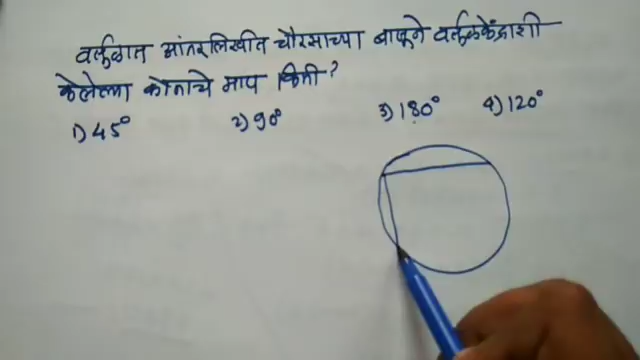 वर्तुळात आंतरलिखीत चौरसाच्या बाजूने वर्तुळकेंद्राशी
केलेल्या कोनाचे माप किती?
1) 45° 2) 90° 3) 180° 4) 120°